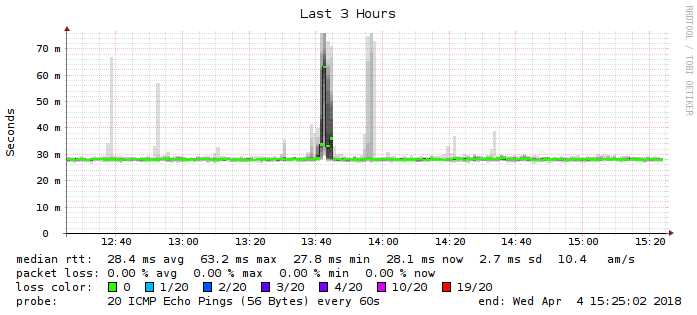 Last 3 Hours
RRDTOOL / TOBI OETIKER
Seconds
70 m
60 m
50 m
40 m
30 m
20 m
10 m
0
12:40 13:00 13:20 13:40 14:00 14:20 14:40 15:00 15:20
median rtt: 28.4 ms avg 63.2 ms max 27.8 ms min 28.1 ms now 2.7 ms sd 10.4 am/s
packet loss: 0.00 % avg 0.00 % max 0.00 % min 0.00 % now
loss color: 0 1/20 2/20 3/20 4/20 10/20 19/20
probe: 20 ICMP Echo Pings (56 Bytes) every 60s end: Wed Apr 4 15:25:02 2018